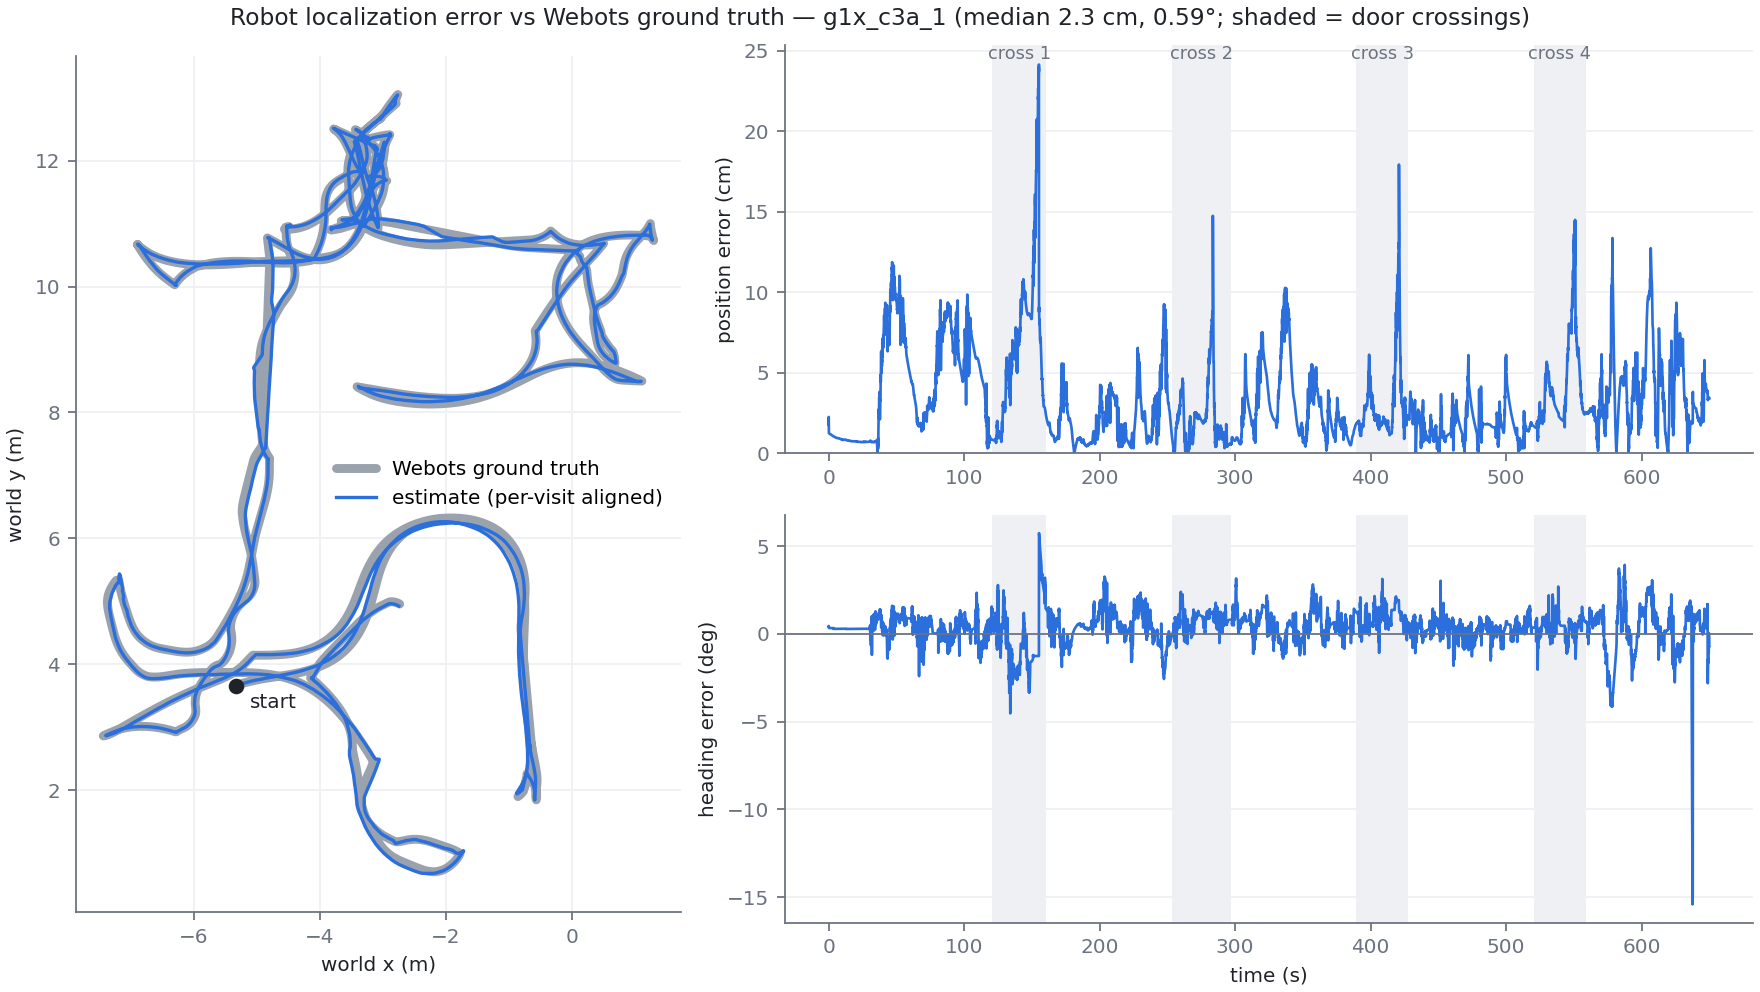 Robot localization error vs Webots ground truth — g1x_c3a_1 (median 2.3 cm, 0.59°; shaded = door crossings)
world y (m)
12
10
8
6
4
2
−6
−4
−2
0
world x (m)
start
Webots ground truth
estimate (per-visit aligned)
position error (cm)
25
20
15
10
5
0
cross 1
cross 2
cross 3
cross 4
0
100
200
300
400
500
600
heading error (deg)
5
0
−5
−10
−15
0
100
200
300
400
500
600
time (s)